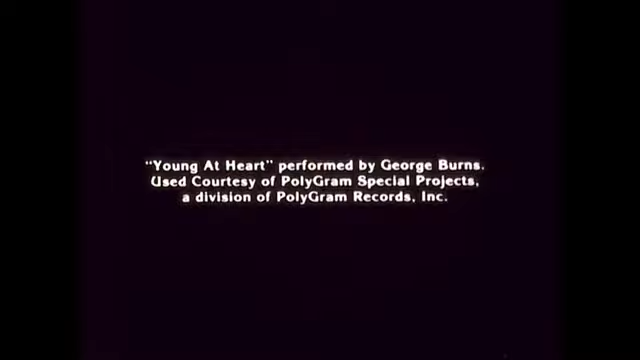 "Young At Heart" performed by George Burns.
Used Courtesy of PolyGram Special Projects,
a division of PolyGram Records, Inc.